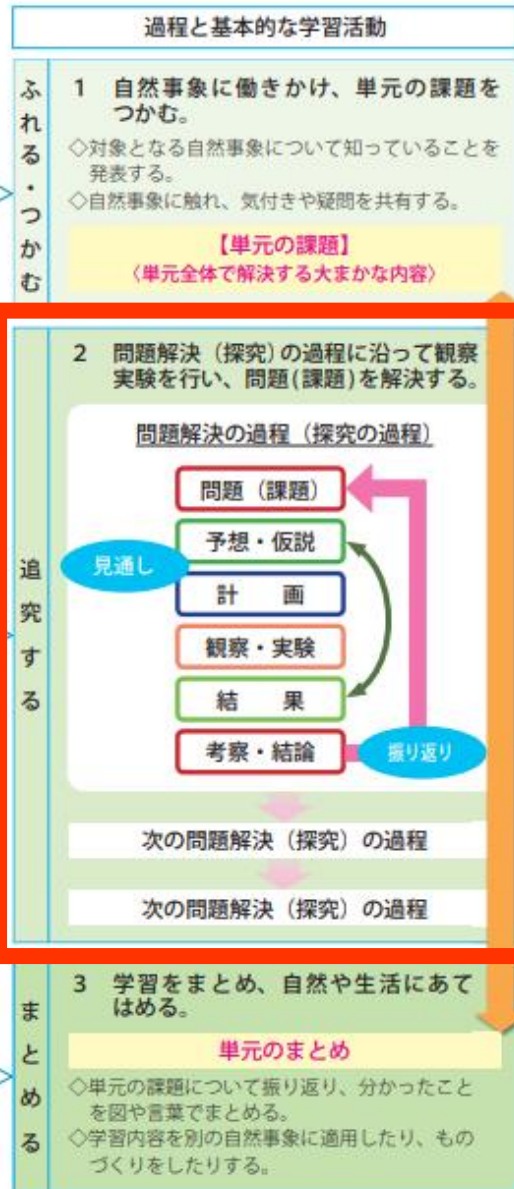 過程と基本的な学習活動
ふれる・つかむ
1 自然事象に働きかけ、単元の課題を
つかむ。
◇対象となる自然事象について知っていることを
発表する。
◇自然事象に触れ、気付きや疑問を共有する。
【単元の課題】
〈単元全体で解決する大まかな内容〉
追究する
2 問題解決（探究）の過程に沿って観察
実験を行い、問題(課題)を解決する。
問題解決の過程（探究の過程）
問題（課題）
予想・仮説
見通し
計　画
観察・実験
結　果
考察・結論
振り返り
次の問題解決（探究）の過程
次の問題解決（探究）の過程
まとめる
3 学習をまとめ、自然や生活にあて
はめる。
単元のまとめ
◇単元の課題について振り返り、分かったこと
を図や言葉でまとめる。
◇学習内容を別の自然事象に適用したり、もの
づくりをしたりする。